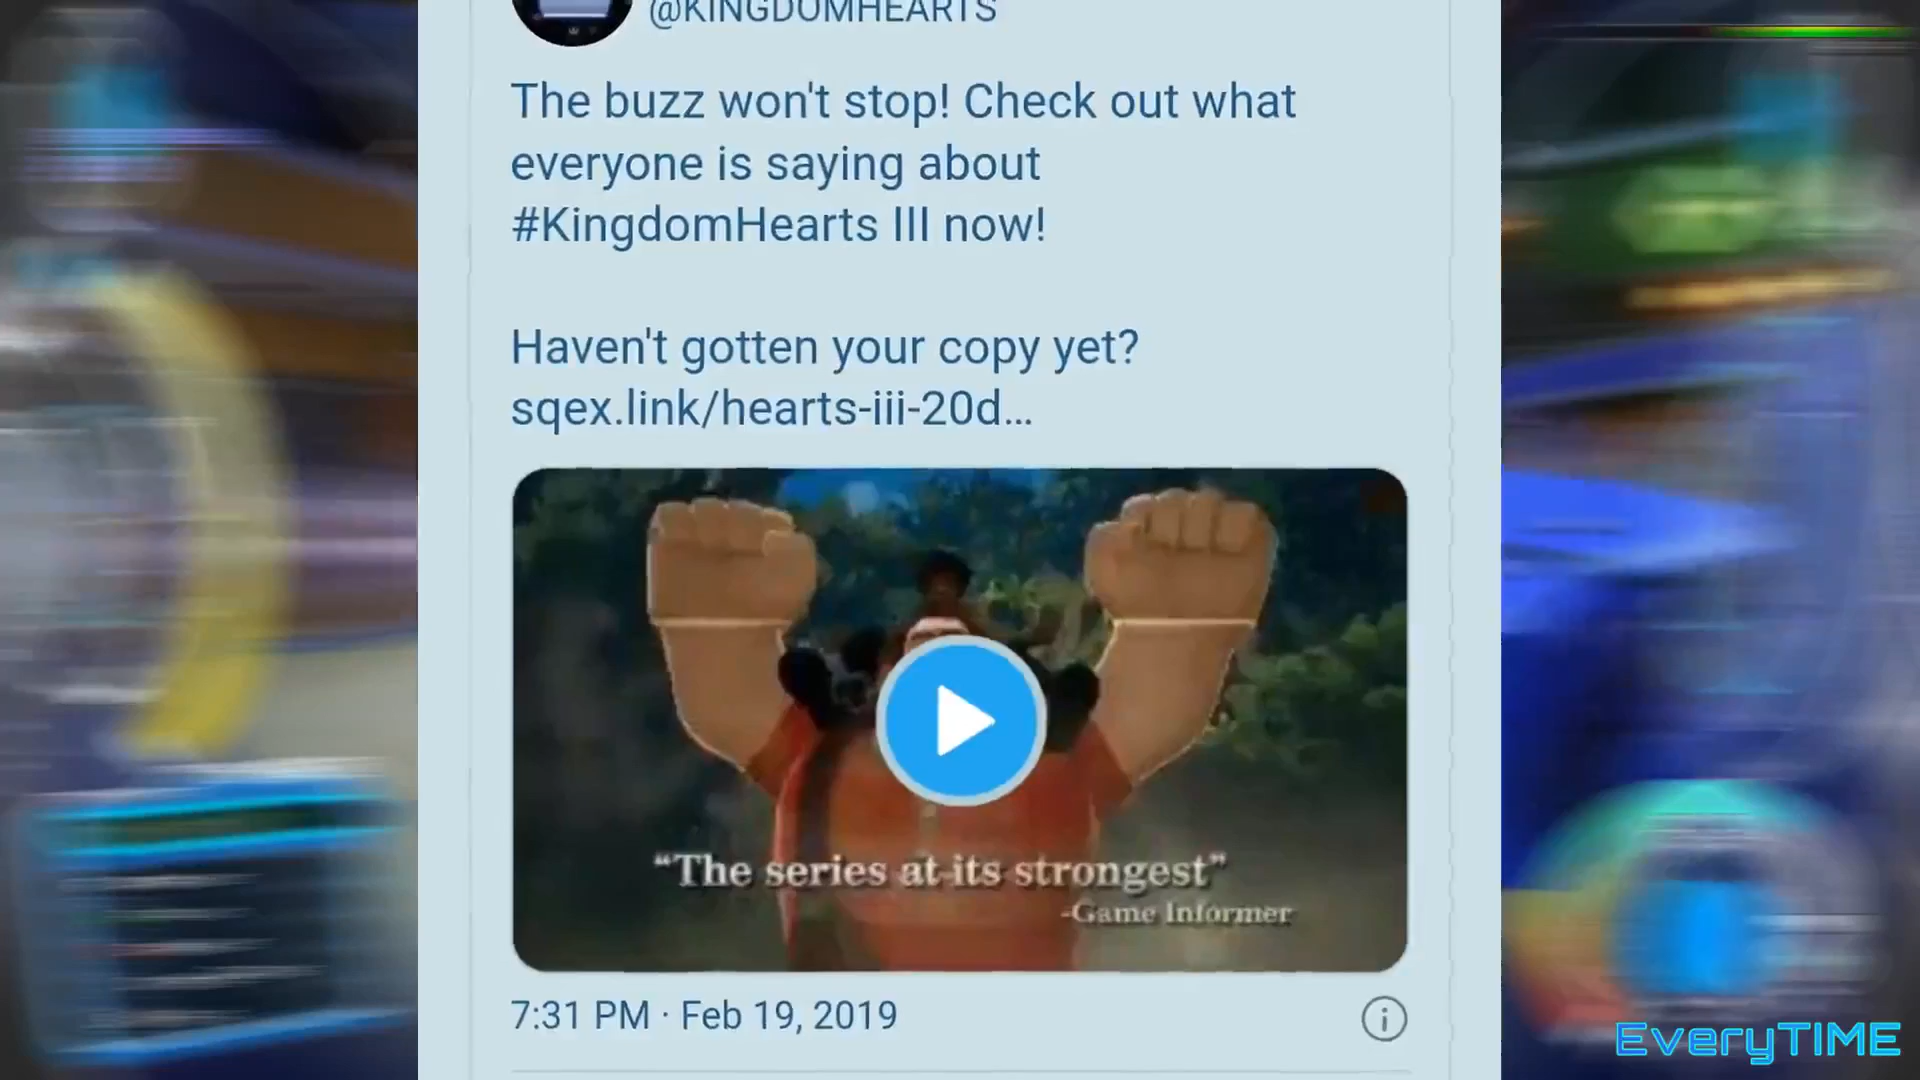 @KINGDOMHEARTS
The buzz won't stop! Check out what
everyone is saying about
#KingdomHearts III now!
Haven't gotten your copy yet?
sqex.link/hearts-iii-20d…
“The series at its strongest”
-Game Informer
7:31 PM · Feb 19, 2019
EveryTIME